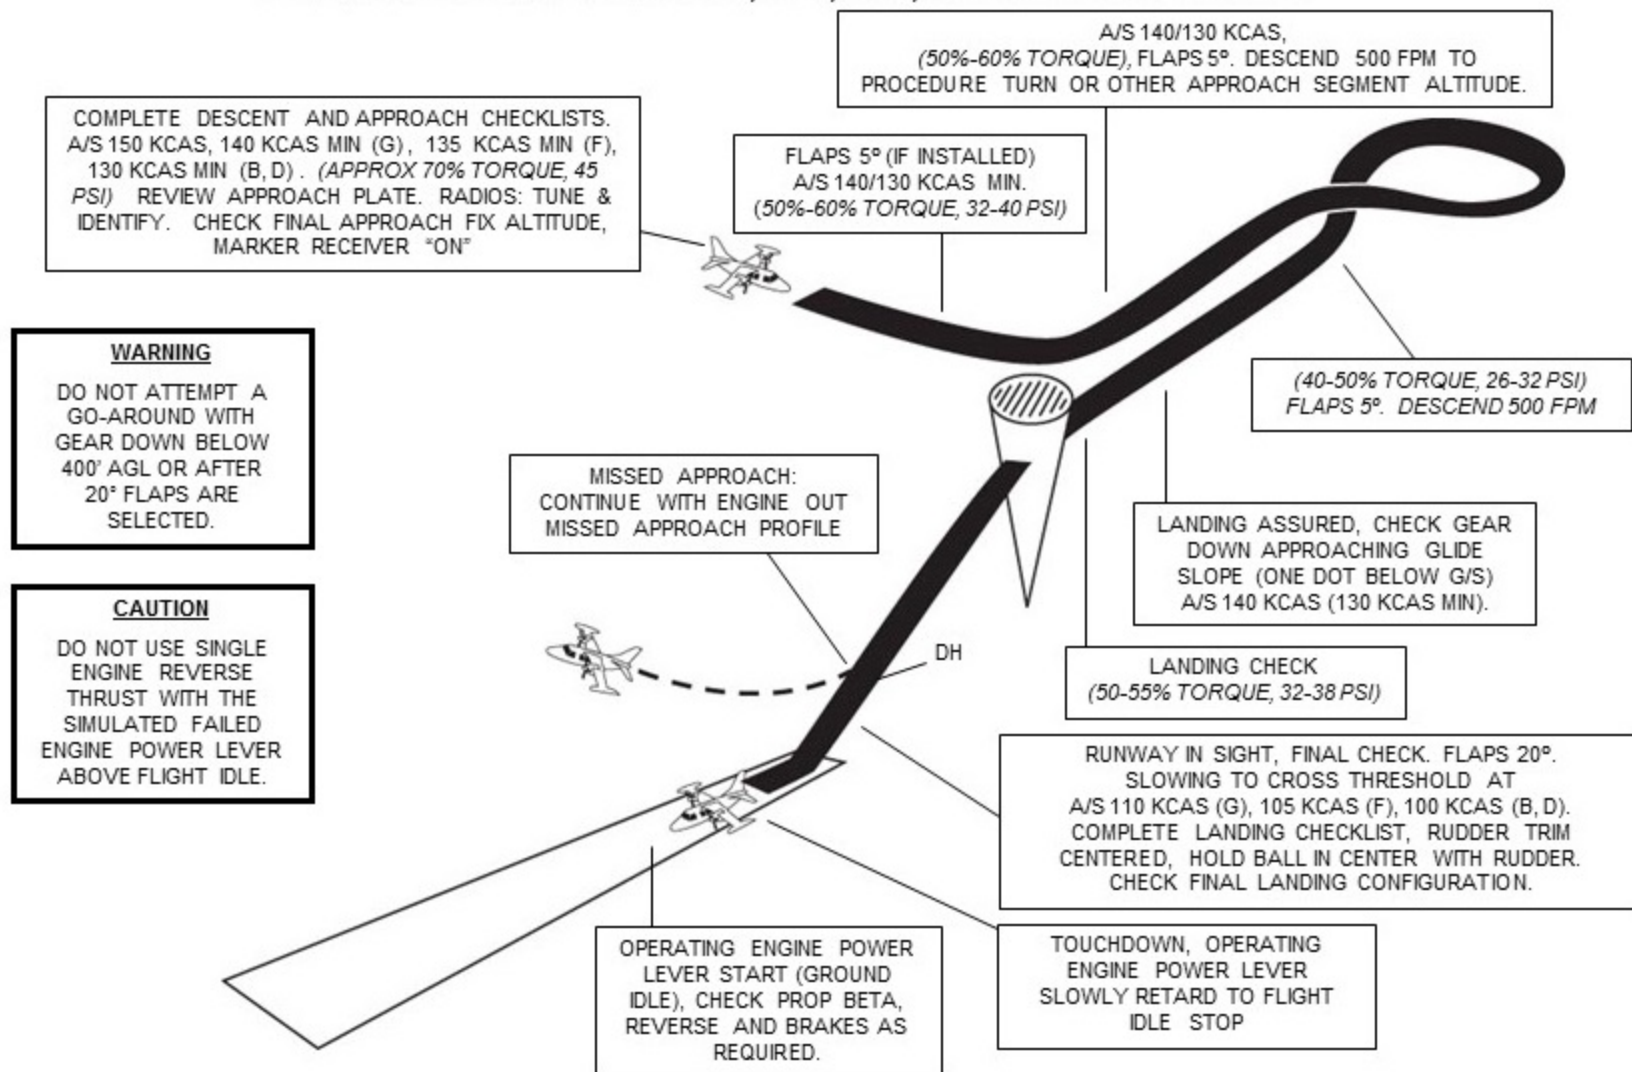 A/S 140/130 KCAS,
(50%-60% TORQUE), FLAPS 5º. DESCEND 500 FPM TO
PROCEDURE TURN OR OTHER APPROACH SEGMENT ALTITUDE.
COMPLETE DESCENT AND APPROACH CHECKLISTS.
A/S 150 KCAS, 140 KCAS MIN (G), 135 KCAS MIN (F),
130 KCAS MIN (B, D). (APPROX 70% TORQUE, 45
PSI) REVIEW APPROACH PLATE. RADIOS: TUNE &
IDENTIFY. CHECK FINAL APPROACH FIX ALTITUDE,
MARKER RECEIVER “ON”
FLAPS 5º (IF INSTALLED)
A/S 140/130 KCAS MIN.
(50%-60% TORQUE, 32-40 PSI)
WARNING
DO NOT ATTEMPT A
GO-AROUND WITH
GEAR DOWN BELOW
400’ AGL OR AFTER
20° FLAPS ARE
SELECTED.
(40-50% TORQUE, 26-32 PSI)
FLAPS 5º. DESCEND 500 FPM
MISSED APPROACH:
CONTINUE WITH ENGINE OUT
MISSED APPROACH PROFILE
LANDING ASSURED, CHECK GEAR
DOWN APPROACHING GLIDE
SLOPE (ONE DOT BELOW G/S)
A/S 140 KCAS (130 KCAS MIN).
CAUTION
DO NOT USE SINGLE
ENGINE REVERSE
THRUST WITH THE
SIMULATED FAILED
ENGINE POWER LEVER
ABOVE FLIGHT IDLE.
DH
LANDING CHECK
(50-55% TORQUE, 32-38 PSI)
RUNWAY IN SIGHT, FINAL CHECK. FLAPS 20º.
SLOWING TO CROSS THRESHOLD AT
A/S 110 KCAS (G), 105 KCAS (F), 100 KCAS (B, D).
COMPLETE LANDING CHECKLIST, RUDDER TRIM
CENTERED, HOLD BALL IN CENTER WITH RUDDER.
CHECK FINAL LANDING CONFIGURATION.
OPERATING ENGINE POWER
LEVER START (GROUND
IDLE), CHECK PROP BETA,
REVERSE AND BRAKES AS
REQUIRED.
TOUCHDOWN, OPERATING
ENGINE POWER LEVER
SLOWLY RETARD TO FLIGHT
IDLE STOP